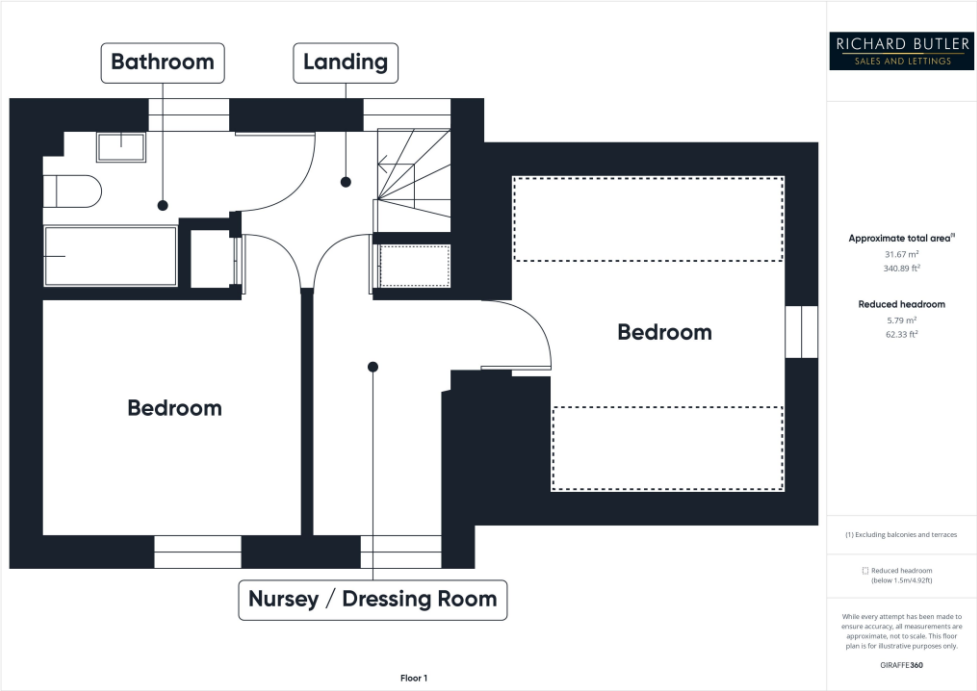 Bathroom
Landing
Bedroom
Bedroom
Nursey / Dressing Room
Floor 1
RICHARD BUTLER
SALES AND LETTINGS
Approximate total area⁽¹⁾
31.67 m²
340.89 ft²
Reduced headroom
5.79 m²
62.33 ft²
(1) Excluding balconies and terraces
Reduced headroom
(below 1.5m/4.92ft)
While every attempt has been made to
ensure accuracy, all measurements are
approximate, not to scale. This floor
plan is for illustrative purposes only.
GIRAFFE360